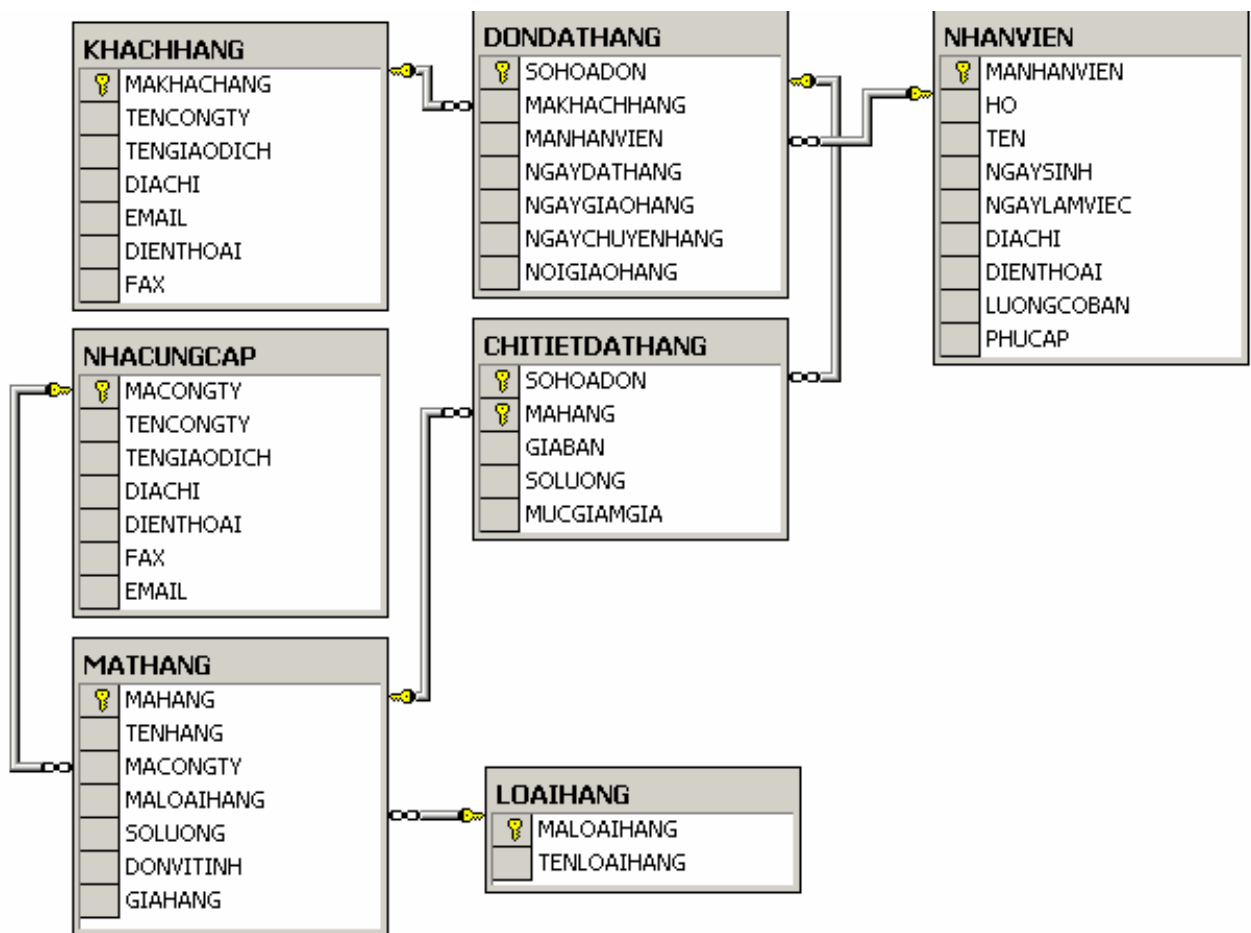 KHACHHANG
MAKHACHANG
TENCONGTY
TENGIAODICH
DIACHI
EMAIL
DIENTHOAI
FAX
DONDATHANG
SOHOADON
MAKHACHHANG
MANHANVIEN
NGAYDATHANG
NGAYGIAOHANG
NGAYCHUYENHANG
NOIGIAOHANG
NHANVIEN
MANHANVIEN
HO
TEN
NGAYSINH
NGAYLAMVIEC
DIACHI
DIENTHOAI
LUONGCOBAN
PHUCAP
NHACUNGCAP
MACONGTY
TENCONGTY
TENGIAODICH
DIACHI
DIENTHOAI
FAX
EMAIL
CHITIETDATHANG
SOHOADON
MAHANG
GIABAN
SOLUONG
MUCGIAMGIA
MATHANG
MAHANG
TENHANG
MACONGTY
MALOAIHANG
SOLUONG
DONVITINH
GIAHANG
LOAIHANG
MALOAIHANG
TENLOAIHANG